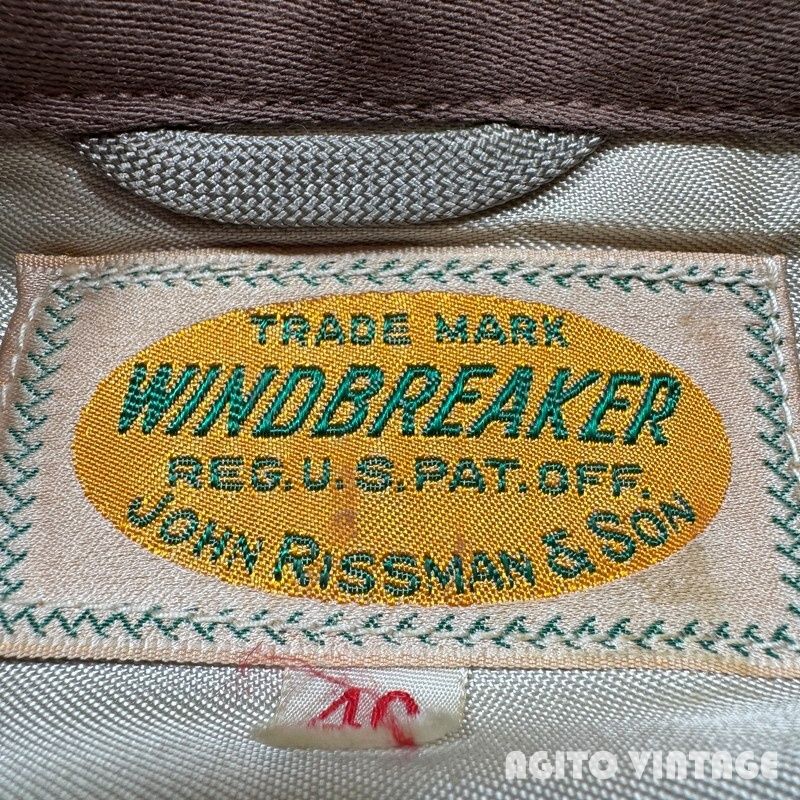 TRADE MARK
WINDBREAKER
REG. U. S. PAT. OFF.
JOHN RISSMAN & SON
40
AGITO VINTAGE